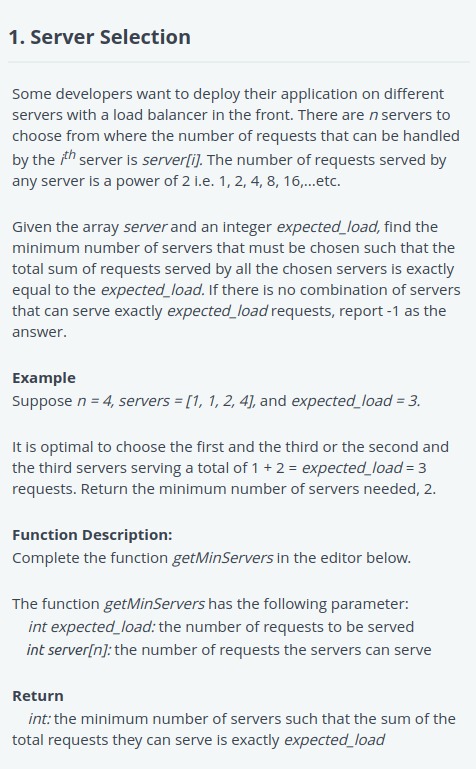 1. Server Selection
Some developers want to deploy their application on different
servers with a load balancer in the front. There are n servers to
choose from where the number of requests that can be handled
by the ith server is server[i]. The number of requests served by
any server is a power of 2 i.e. 1, 2, 4, 8, 16,...etc.
Given the array server and an integer expected_load, find the
minimum number of servers that must be chosen such that the
total sum of requests served by all the chosen servers is exactly
equal to the expected_load. If there is no combination of servers
that can serve exactly expected_load requests, report -1 as the
answer.
Example
Suppose n = 4, servers = [1, 1, 2, 4], and expected_load = 3.
It is optimal to choose the first and the third or the second and
the third servers serving a total of 1 + 2 = expected_load = 3
requests. Return the minimum number of servers needed, 2.
Function Description:
Complete the function getMinServers in the editor below.
The function getMinServers has the following parameter:
int expected_load: the number of requests to be served
int server[n]: the number of requests the servers can serve
Return
int: the minimum number of servers such that the sum of the
total requests they can serve is exactly expected_load